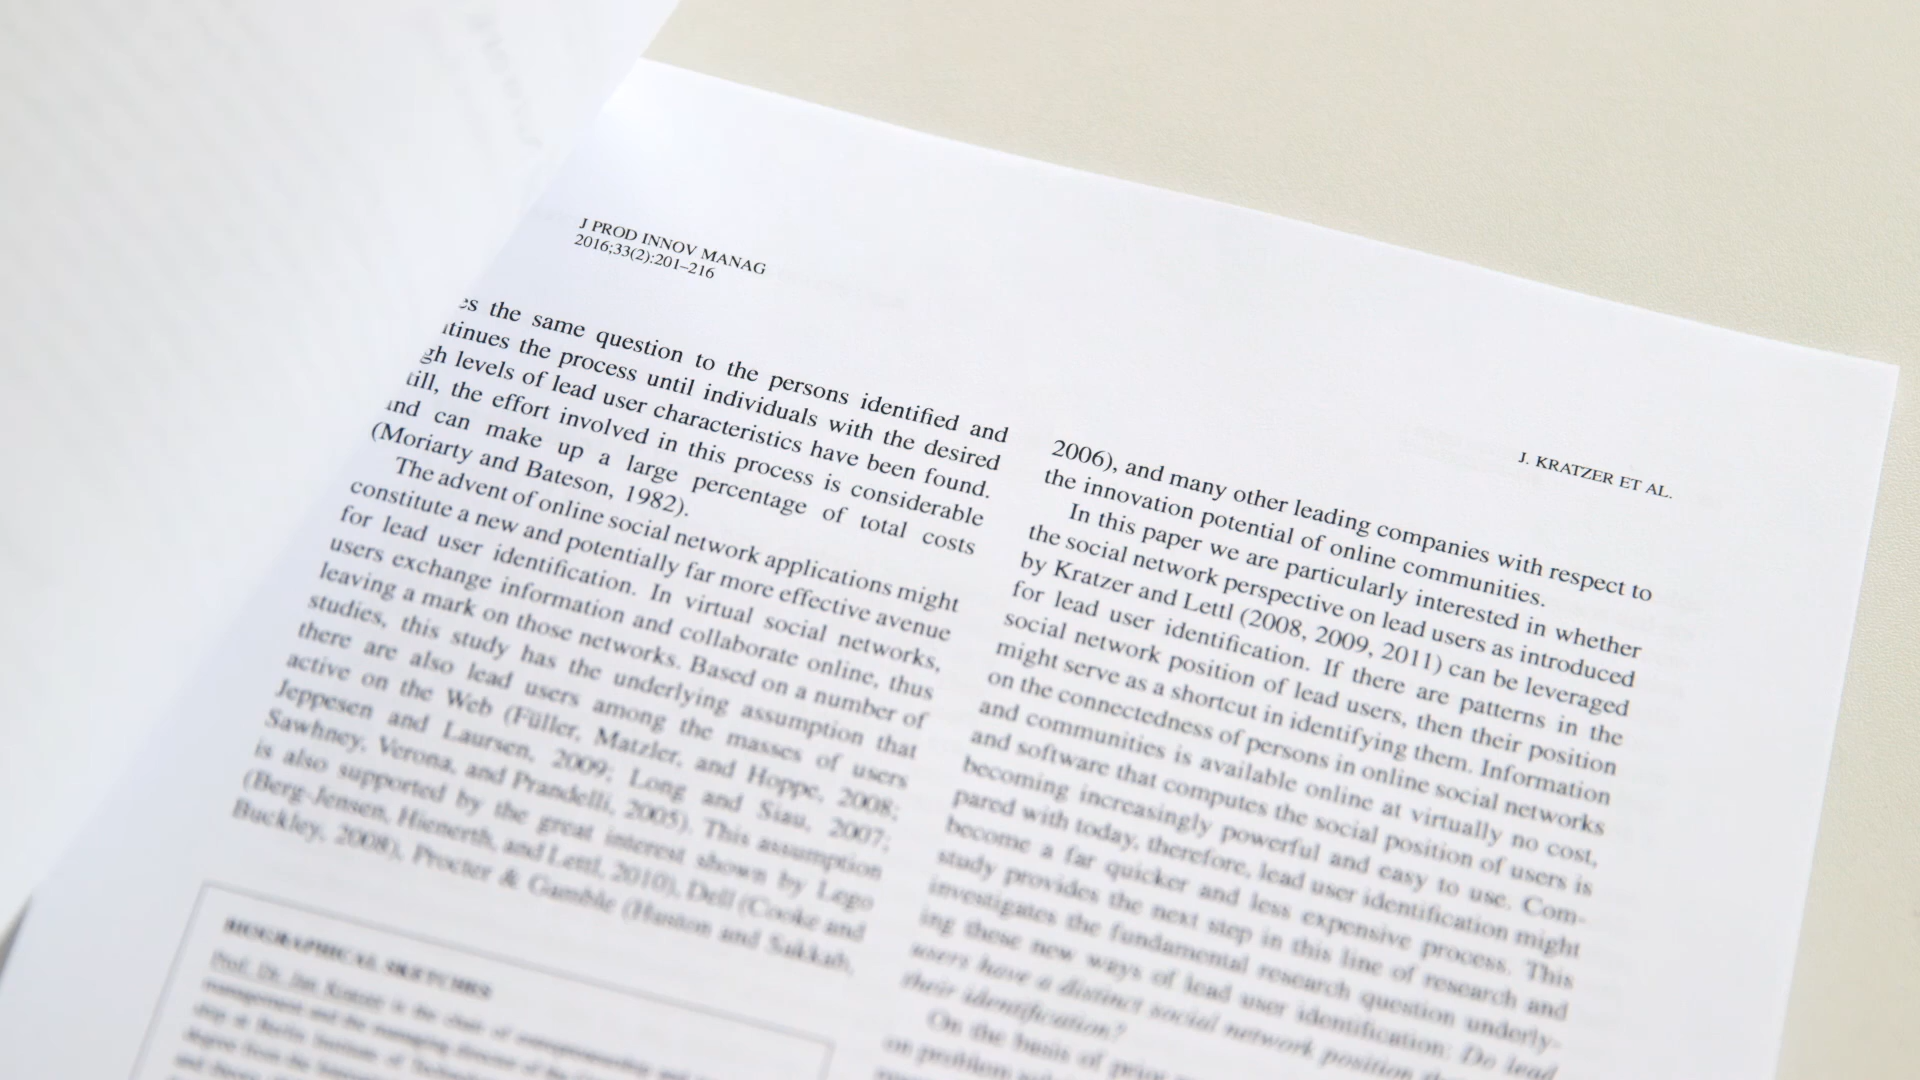 J PROD INNOV MANAG
2016;33(2):201–216
J. KRATZER ET AL.
es the same question to the persons identified and
tinues the process until individuals with the desired
gh levels of lead user characteristics have been found.
till, the effort involved in this process is considerable
and can make up a large percentage of total costs
(Moriarty and Bateson, 1982).
The advent of online social network applications might
constitute a new and potentially far more effective avenue
for lead user identification. In virtual social networks,
users exchange information and collaborate online, thus
leaving a mark on those networks. Based on a number of
studies, this study has the underlying assumption that
there are also lead users among the masses of users
active on the Web (Füller, Matzler, and Hoppe, 2008;
Jeppesen and Laursen, 2009; Long and Siau, 2007;
Sawhney, Verona, and Prandelli, 2005). This assumption
is also supported by the great interest shown by Lego
(Berg-Jensen, Hienerth, and Lettl, 2010), Dell (Cooke and
Buckley, 2008), Procter & Gamble (Huston and Sakkab,
BIOGRAPHICAL SKETCHES
Prof. Dr. Jan Kratzer is the chair of entrepreneurship and
management and the managing director of the
ship at Berlin Institute of
degree from the
2006), and many other leading companies with respect to
the innovation potential of online communities.
In this paper we are particularly interested in whether
the social network perspective on lead users as introduced
by Kratzer and Lettl (2008, 2009, 2011) can be leveraged
for lead user identification. If there are patterns in the
social network position of lead users, then their position
might serve as a shortcut in identifying them. Information
on the connectedness of persons in online social networks
and communities is available online at virtually no cost,
and software that computes the social position of users is
becoming increasingly powerful and easy to use. Com-
pared with today, therefore, lead user identification might
become a far quicker and less expensive process. This
study provides the next step in this line of research and
investigates the fundamental research question underly-
ing these new ways of lead user identification: Do lead
users have a distinct social network position
their identification?
On the basis of prior
on problem